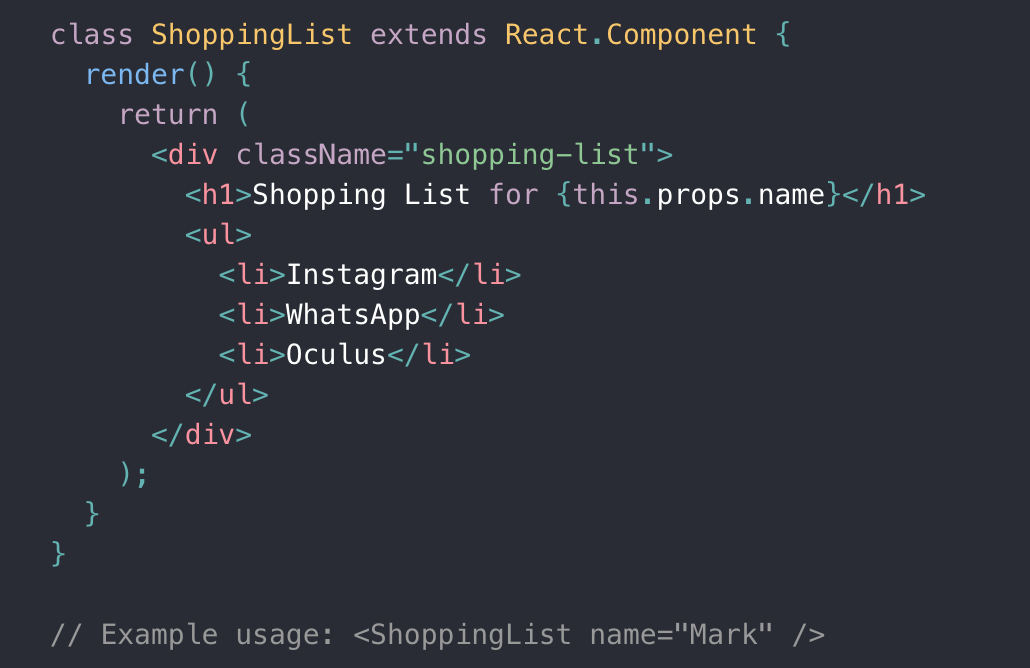 class ShoppingList extends React.Component {
  render() {
    return (
      <div className="shopping-list">
        <h1>Shopping List for {this.props.name}</h1>
        <ul>
          <li>Instagram</li>
          <li>WhatsApp</li>
          <li>Oculus</li>
        </ul>
      </div>
    );
  }
}

// Example usage: <ShoppingList name="Mark" />